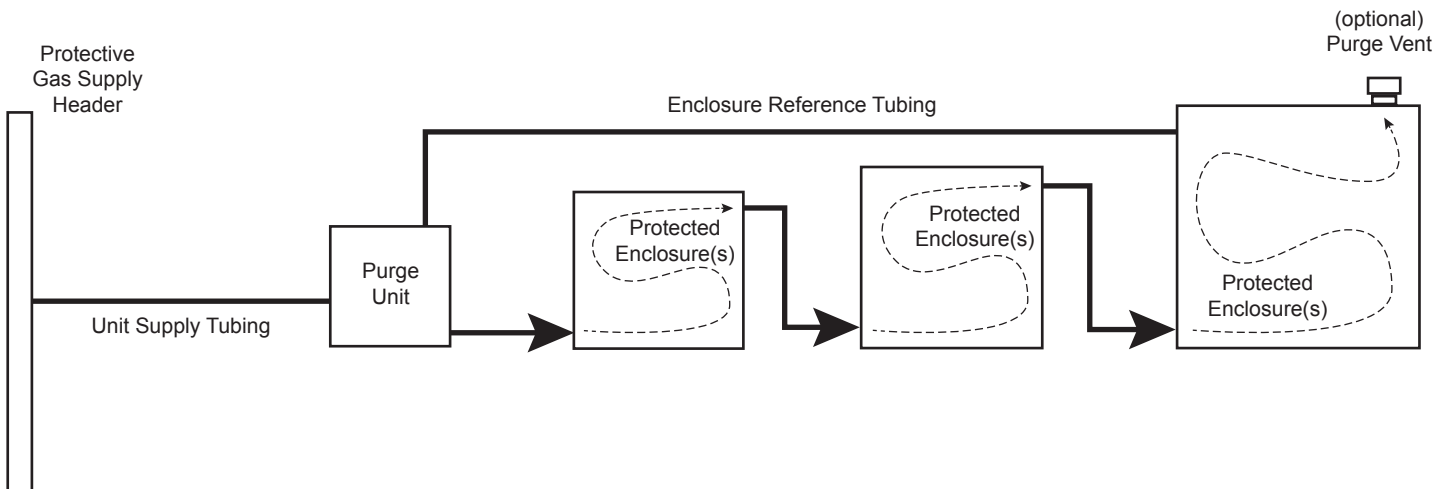 (optional)
Purge Vent
Protective
Gas Supply
Header
Enclosure Reference Tubing
Protected
Enclosure(s)
Protected
Enclosure(s)
Purge
Unit
Protected
Enclosure(s)
Unit Supply Tubing